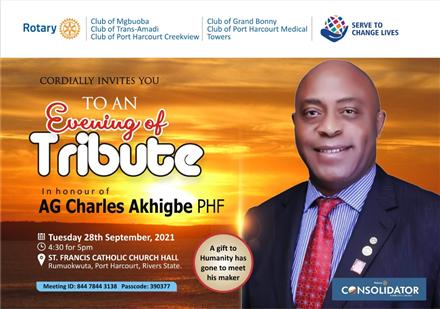 Rotary
Club of Mgbuoba
Club of Trans-Amadi
Club of Port Harcourt Creekview
Club of Grand Bonny
Club of Port Harcourt Medical
Towers
SERVE TO
CHANGE LIVES
CORDIALLY INVITES YOU
TO AN
Evening of
Tribute
In honour of
AG Charles Akhigbe PHF
Tuesday 28th September, 2021
4:30 for 5pm
ST. FRANCIS CATHOLIC CHURCH HALL
Rumuokwuta, Port Harcourt, Rivers State.
Meeting ID: 844 7844 3138 Passcode: 390377
A gift to
Humanity has
gone to meet
his maker
Rotary
CONSOLIDATOR